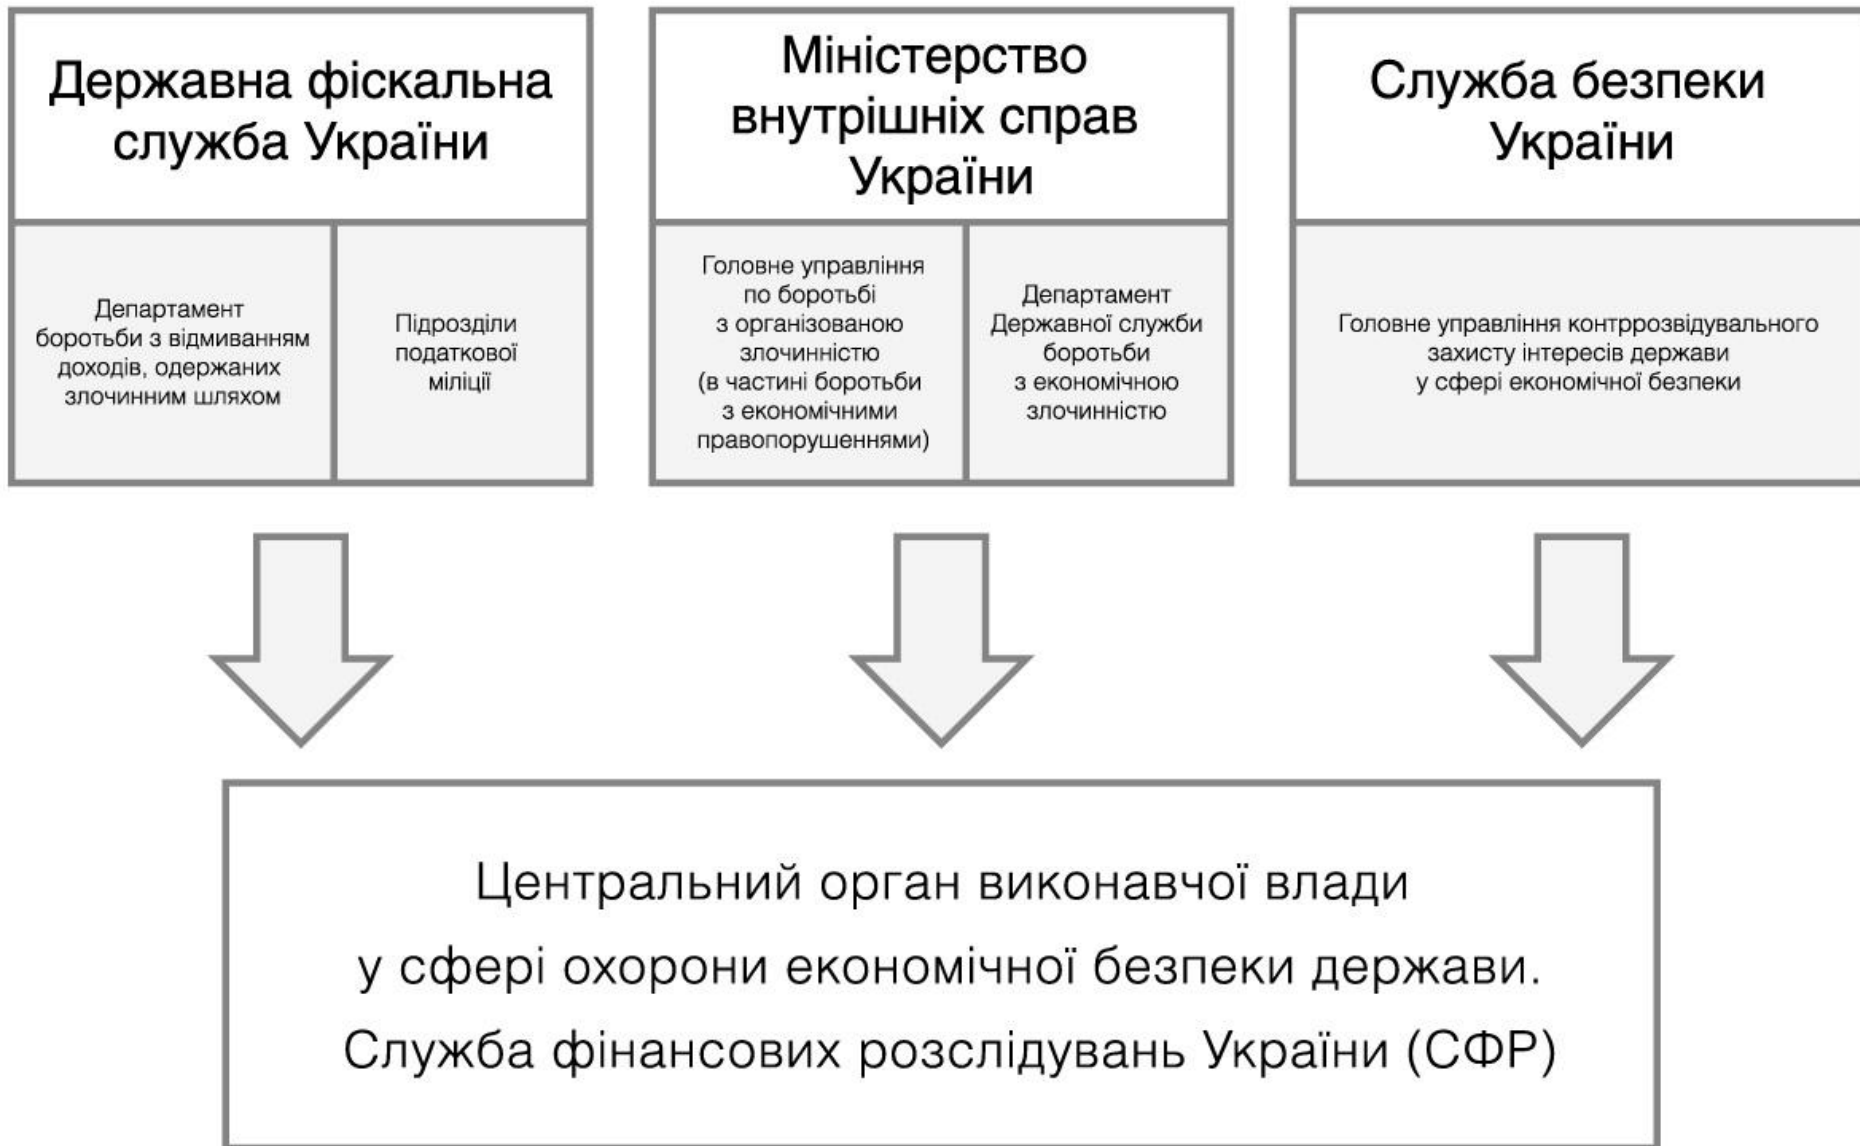 Державна фіскальна
служба України
Міністерство
внутрішніх справ
України
Служба безпеки
України
Департамент
боротьби з відмиванням
доходів, одержаних
злочинним шляхом
Підрозділи
податкової
міліції
Головне управління
по боротьбі
з організованою
злочинністю
(в частині боротьби
з економічними
правопорушеннями)
Департамент
Державної служби
боротьби
з економічною
злочинністю
Головне управління контррозвідувального
захисту інтересів держави
у сфері економічної безпеки
Центральний орган виконавчої влади
у сфері охорони економічної безпеки держави.
Служба фінансових розслідувань України (СФР)